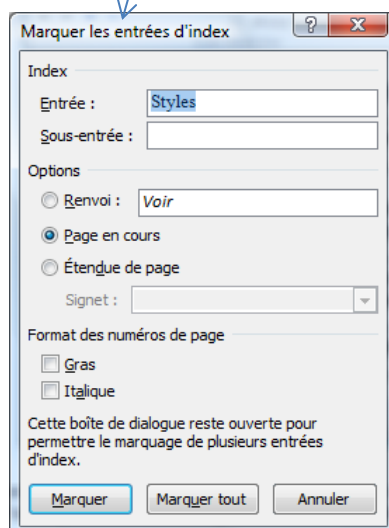 Marquer les entrées d'index
Index
Entrée : Styles
Sous-entrée :
Options
Renvoi : Voir
Page en cours
Étendue de page
Signet :
Format des numéros de page
Gras
Italique
Cette boîte de dialogue reste ouverte pour
permettre le marquage de plusieurs entrées
d'index.
Marquer Marquer tout Annuler